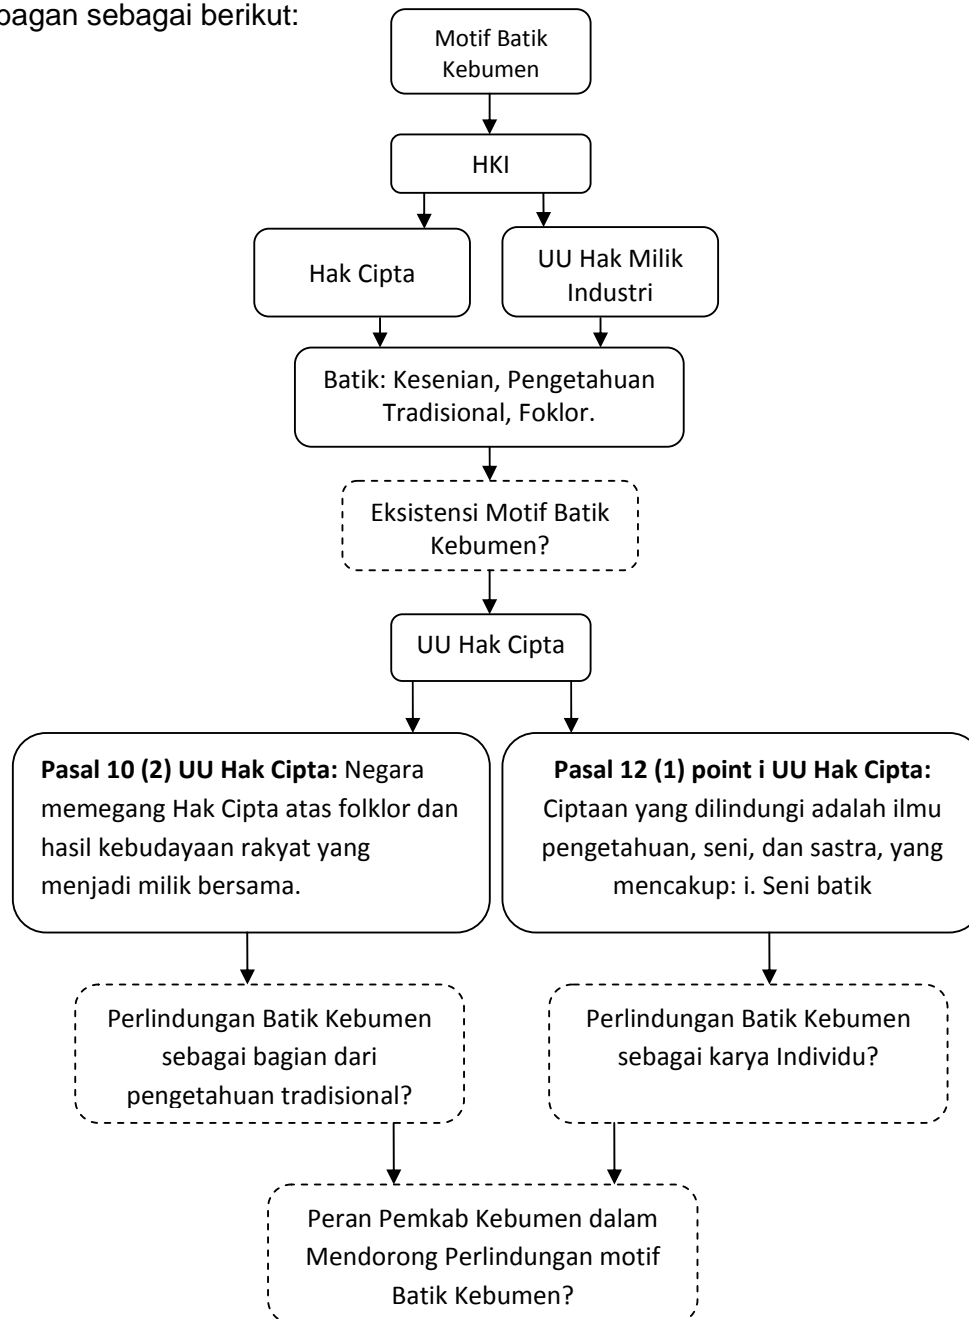 bagan sebagai berikut:
Motif Batik
Kebumen
HKI
Hak Cipta
UU Hak Milik
Industri
Batik: Kesenian, Pengetahuan
Tradisional, Foklor.
Eksistensi Motif Batik
Kebumen?
UU Hak Cipta
Pasal 10 (2) UU Hak Cipta: Negara
memegang Hak Cipta atas folklor dan
hasil kebudayaan rakyat yang
menjadi milik bersama.
Pasal 12 (1) point i UU Hak Cipta:
Ciptaan yang dilindungi adalah ilmu
pengetahuan, seni, dan sastra, yang
mencakup: i. Seni batik
Perlindungan Batik Kebumen
sebagai bagian dari
pengetahuan tradisional?
Perlindungan Batik Kebumen
sebagai karya Individu?
Peran Pemkab Kebumen dalam
Mendorong Perlindungan motif
Batik Kebumen?